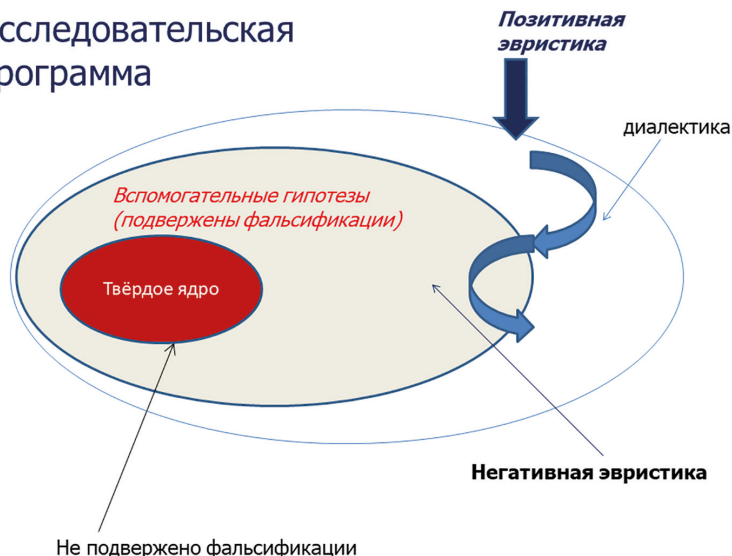 сследовательская
рограмма
Позитивная
эвристика
диалектика
Вспомогательные гипотезы
(подвержены фальсификации)
Твёрдое ядро
Негативная эвристика
Не подвержено фальсификации